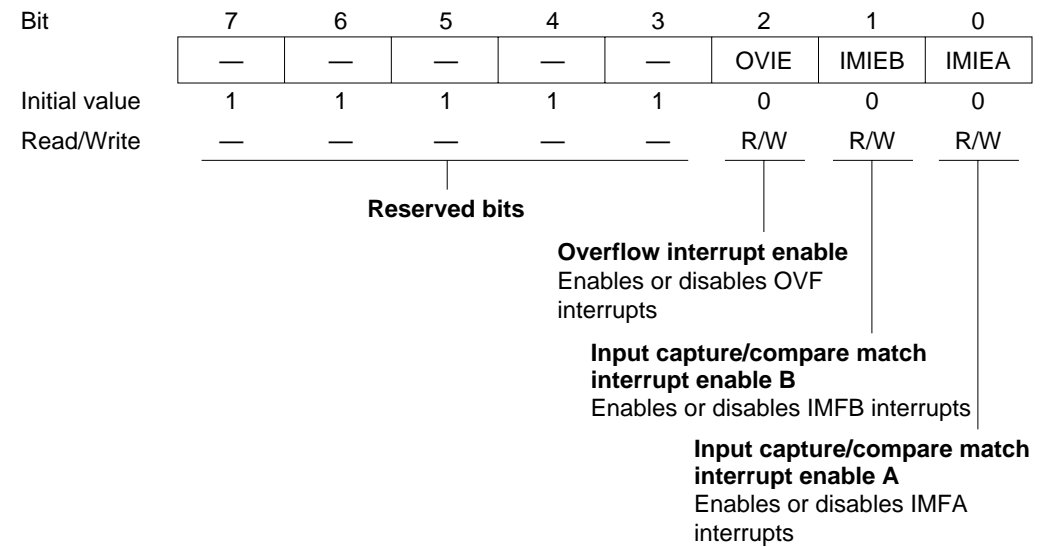 Bit 7 6 5 4 3 2 1 0
— — — — — OVIE IMIEB IMIEA
Initial value 1 1 1 1 1 0 0 0
Read/Write — — — — — R/W R/W R/W
Reserved bits
Overflow interrupt enable
Enables or disables OVF
interrupts
Input capture/compare match
interrupt enable B
Enables or disables IMFB interrupts
Input capture/compare match
interrupt enable A
Enables or disables IMFA
interrupts